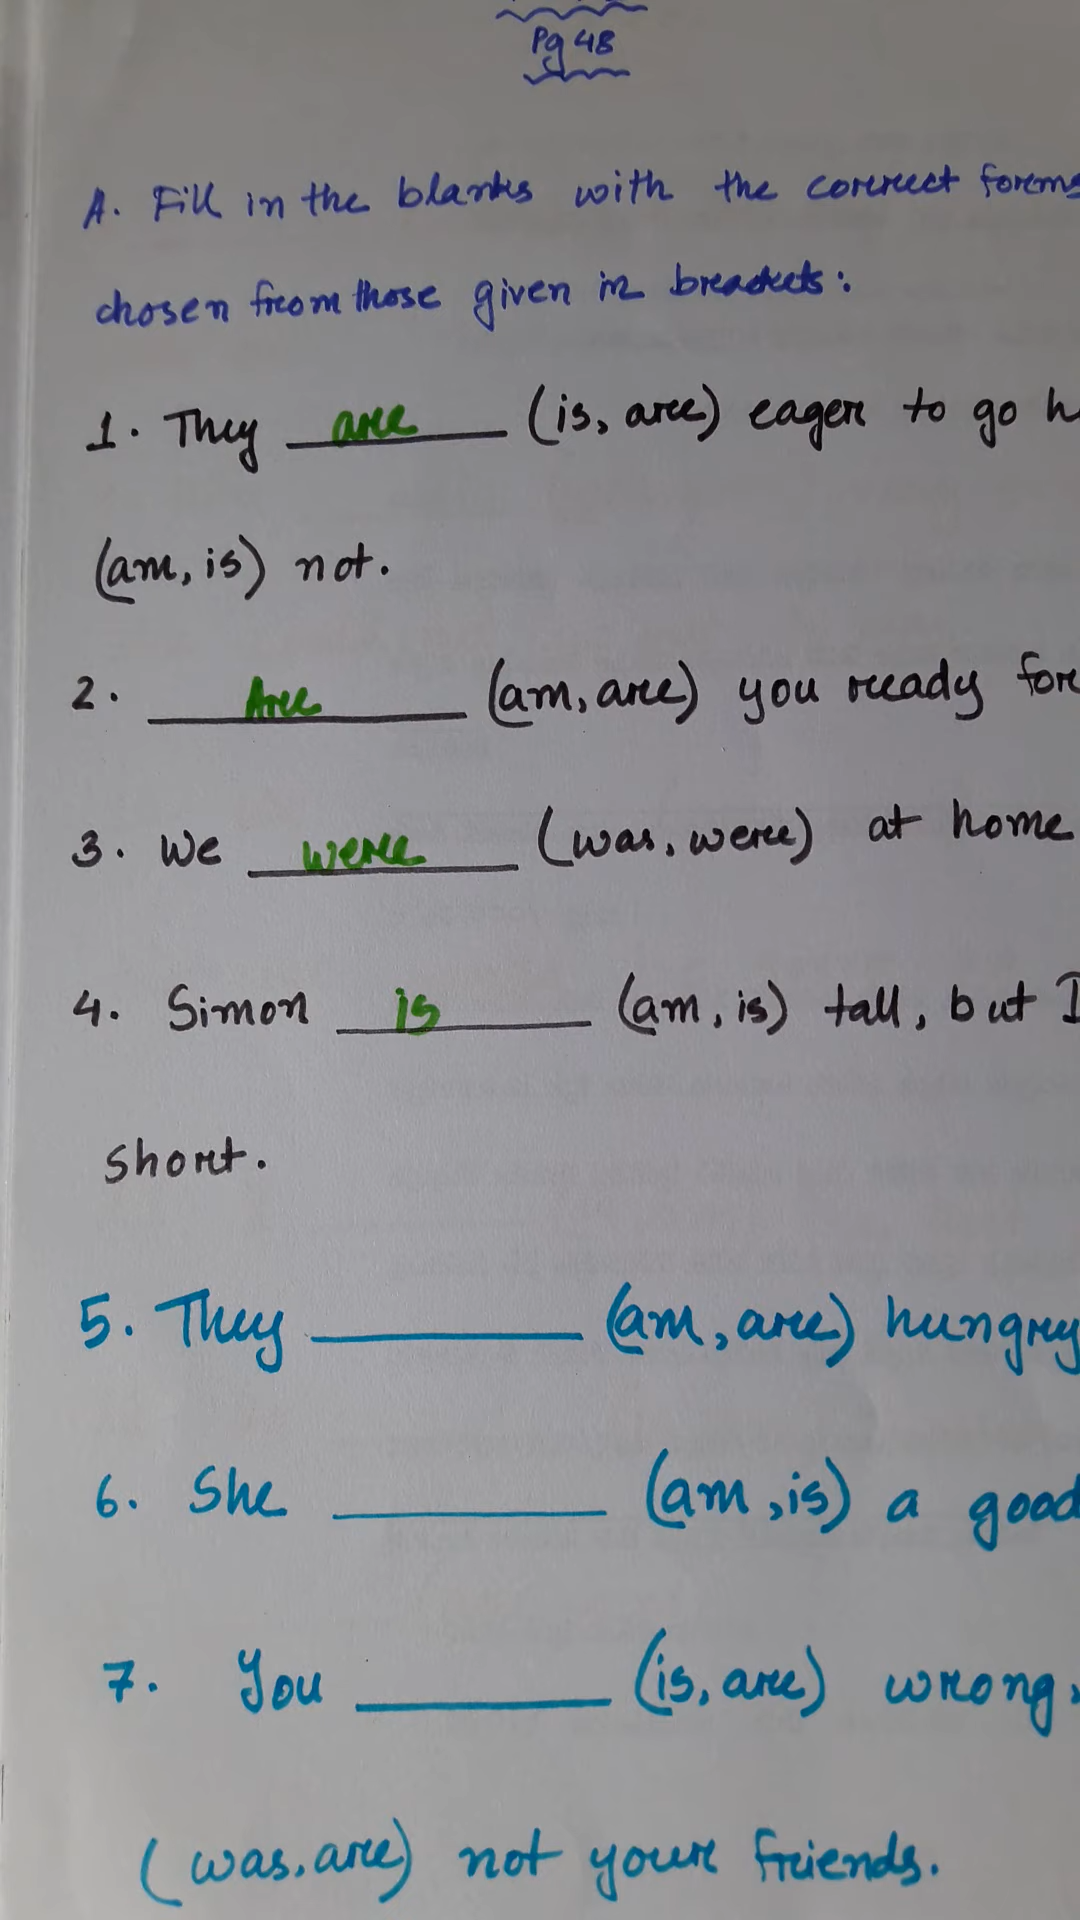 Pg 48
A. Fill in the blanks with the correct forms
chosen from those given in brackets:
1. They are (is, are) eager to go
(am, is) not.
2. Are (am, are) you ready for
3. We were (was, were) at home
4. Simon is (am, is) tall, but I
short.
5. They ______ (am, are) hungry
6. She ______ (am, is) a good
7. You ______ (is, are) wrong,
(was, are) not your friends.